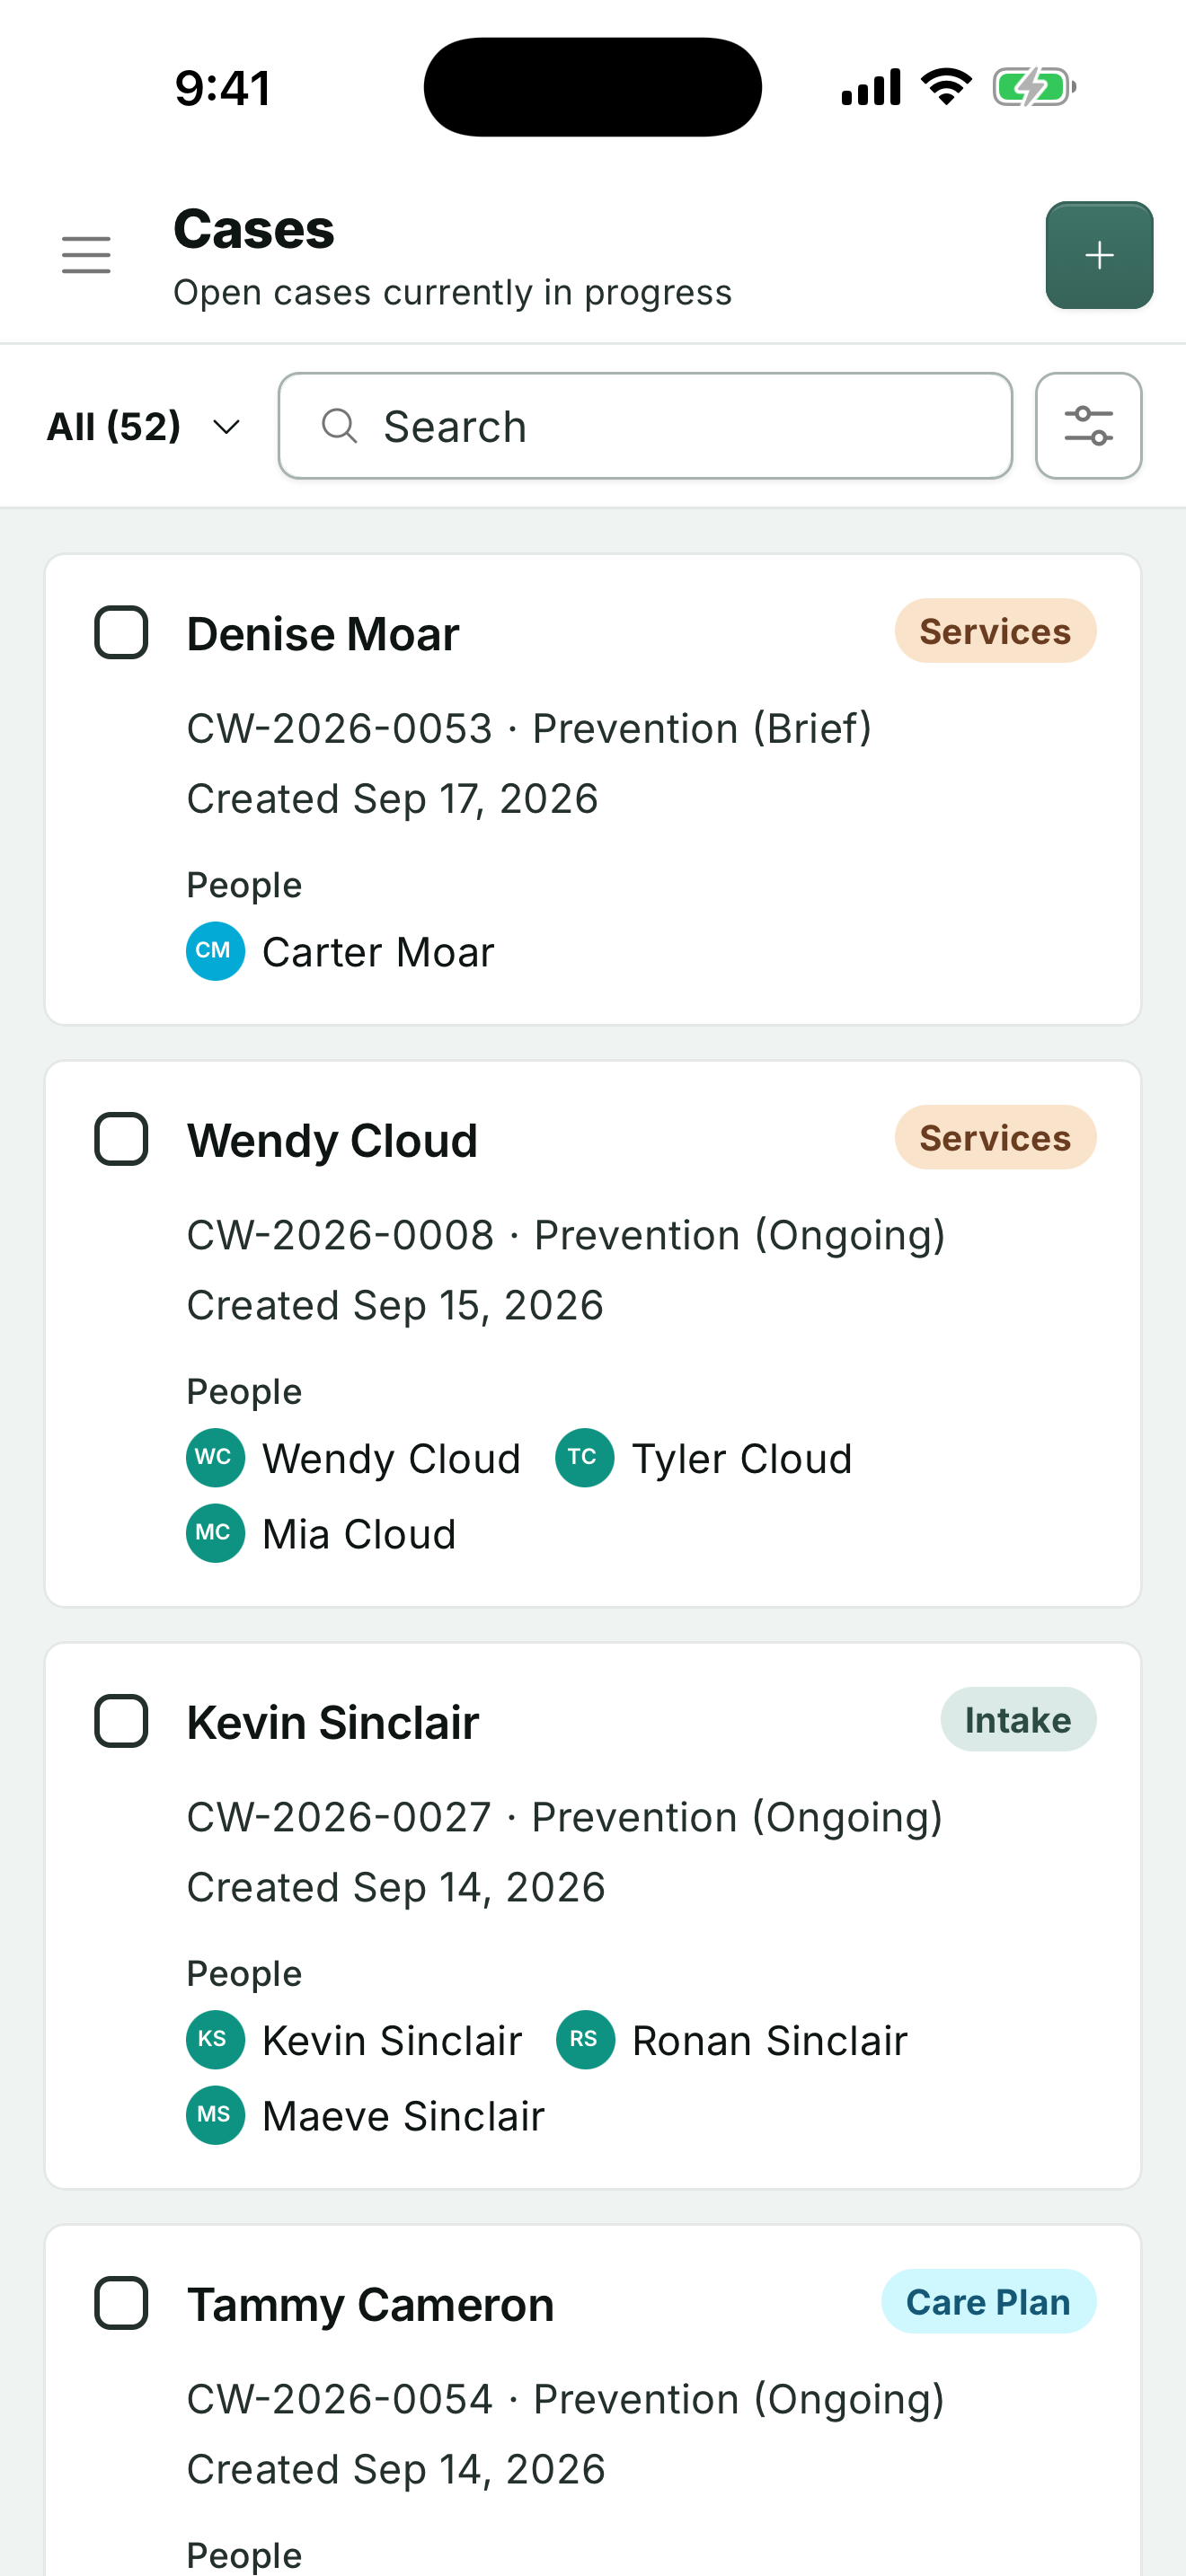 9:41
Cases
Open cases currently in progress
All (52)
Search
Denise Moar
Services
CW-2026-0053 · Prevention (Brief)
Created Sep 17, 2026
People
CM Carter Moar
Wendy Cloud
Services
CW-2026-0008 · Prevention (Ongoing)
Created Sep 15, 2026
People
WC Wendy Cloud TC Tyler Cloud
MC Mia Cloud
Kevin Sinclair
Intake
CW-2026-0027 · Prevention (Ongoing)
Created Sep 14, 2026
People
KS Kevin Sinclair RS Ronan Sinclair
MS Maeve Sinclair
Tammy Cameron
Care Plan
CW-2026-0054 · Prevention (Ongoing)
Created Sep 14, 2026
People